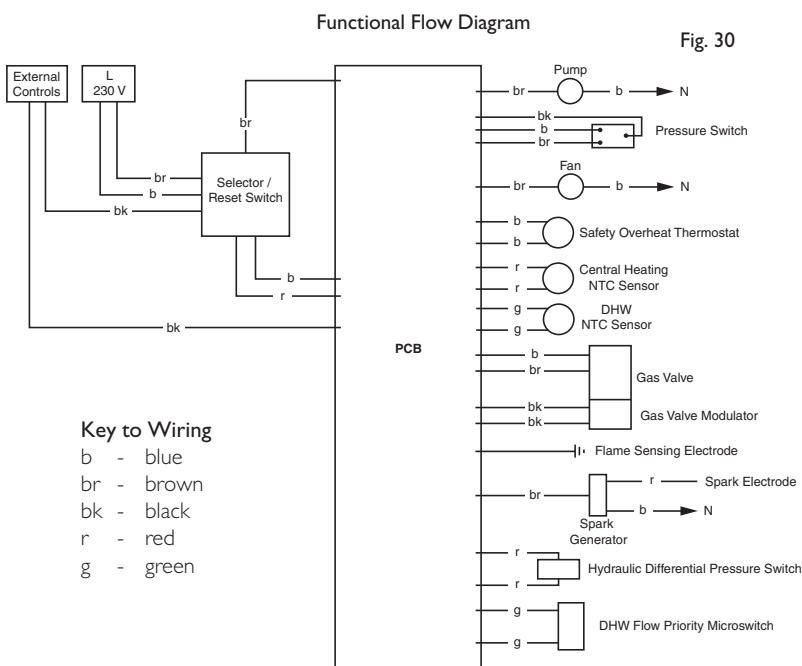 Functional Flow Diagram
Fig. 30
External
Controls
L
230 V
br
br
b
bk
Selector /
Reset Switch
b
r
bk
PCB
Key to Wiring
b - blue
br - brown
bk - black
r - red
g - green
Pump
br
b
N
bk
b
br
Pressure Switch
Fan
br
b
N
b
b
Safety Overheat Thermostat
r
r
Central Heating
NTC Sensor
g
g
DHW
NTC Sensor
b
br
Gas Valve
bk
bk
Gas Valve Modulator
Flame Sensing Electrode
br
r
Spark Electrode
b
N
Spark
Generator
r
r
Hydraulic Differential Pressure Switch
g
g
DHW Flow Priority Microswitch